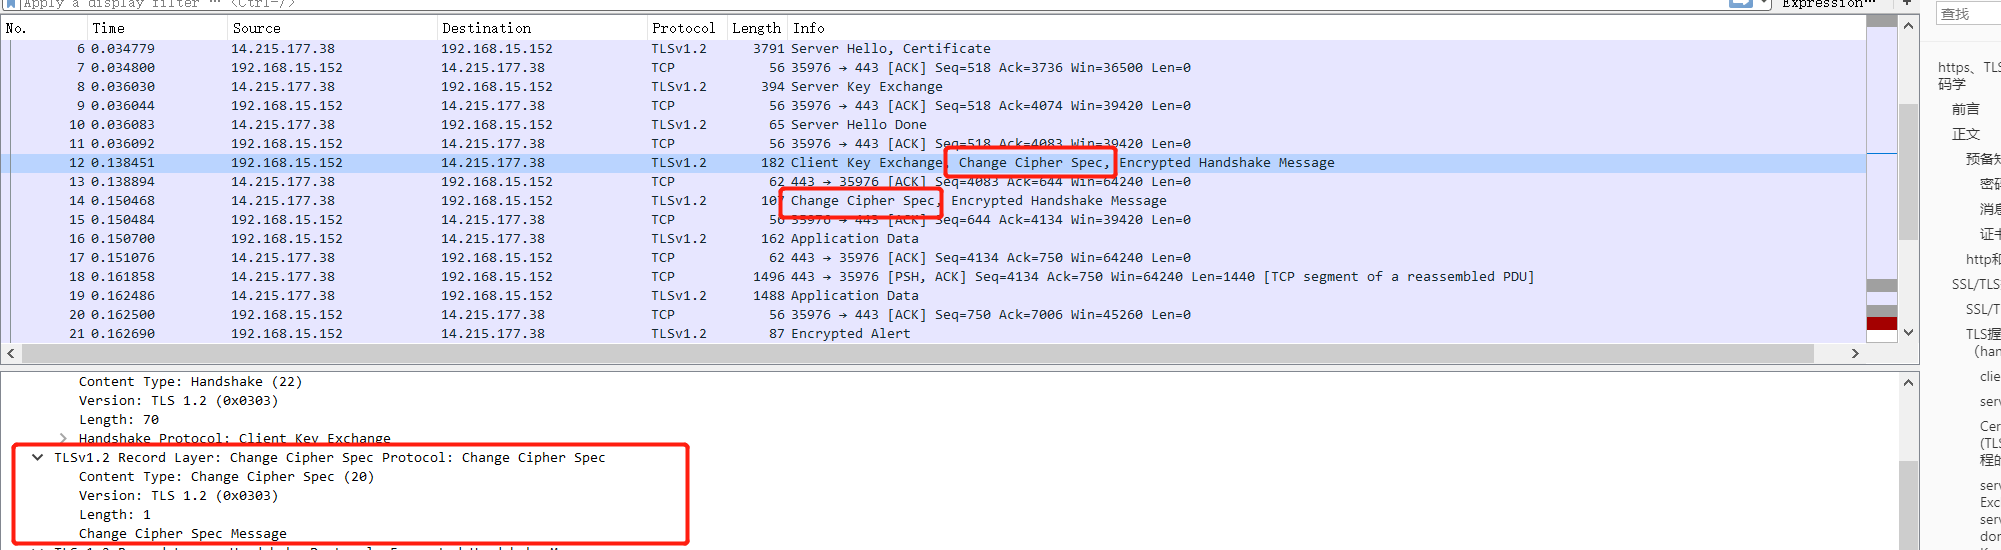 Apply a display filter … <Ctrl-/>
Expression…
No. Time Source Destination Protocol Length Info
6 0.034779 14.215.177.38 192.168.15.152 TLSv1.2 3791 Server Hello, Certificate
7 0.034800 192.168.15.152 14.215.177.38 TCP 56 35976 → 443 [ACK] Seq=518 Ack=3736 Win=36500 Len=0
8 0.036030 14.215.177.38 192.168.15.152 TLSv1.2 394 Server Key Exchange
9 0.036044 192.168.15.152 14.215.177.38 TCP 56 35976 → 443 [ACK] Seq=518 Ack=4074 Win=39420 Len=0
10 0.036083 14.215.177.38 192.168.15.152 TLSv1.2 65 Server Hello Done
11 0.036092 192.168.15.152 14.215.177.38 TCP 56 35976 → 443 [ACK] Seq=518 Ack=4083 Win=39420 Len=0
12 0.138451 192.168.15.152 14.215.177.38 TLSv1.2 182 Client Key Exchange, Change Cipher Spec, Encrypted Handshake Message
13 0.138894 14.215.177.38 192.168.15.152 TCP 62 443 → 35976 [ACK] Seq=4083 Ack=644 Win=64240 Len=0
14 0.150468 14.215.177.38 192.168.15.152 TLSv1.2 107 Change Cipher Spec, Encrypted Handshake Message
15 0.150484 192.168.15.152 14.215.177.38 TCP 56 35976 → 443 [ACK] Seq=644 Ack=4134 Win=39420 Len=0
16 0.150700 192.168.15.152 14.215.177.38 TLSv1.2 162 Application Data
17 0.151076 14.215.177.38 192.168.15.152 TCP 62 443 → 35976 [ACK] Seq=4134 Ack=750 Win=64240 Len=0
18 0.161858 14.215.177.38 192.168.15.152 TCP 1496 443 → 35976 [PSH, ACK] Seq=4134 Ack=750 Win=64240 Len=1440 [TCP segment of a reassembled PDU]
19 0.162486 14.215.177.38 192.168.15.152 TLSv1.2 1488 Application Data
20 0.162500 192.168.15.152 14.215.177.38 TCP 56 35976 → 443 [ACK] Seq=750 Ack=7006 Win=45260 Len=0
21 0.162690 192.168.15.152 14.215.177.38 TLSv1.2 87 Encrypted Alert
Content Type: Handshake (22)
Version: TLS 1.2 (0x0303)
Length: 70
Handshake Protocol: Client Key Exchange
TLSv1.2 Record Layer: Change Cipher Spec Protocol: Change Cipher Spec
Content Type: Change Cipher Spec (20)
Version: TLS 1.2 (0x0303)
Length: 1
Change Cipher Spec Message
查找
https、TLS
码学
前言
正文
预备知
密码
消息
证书
http和
SSL/TLS
SSL/T
TLS握
（han
clie
serv
Cer
(TLS
程的
serv
Exc
serv
don